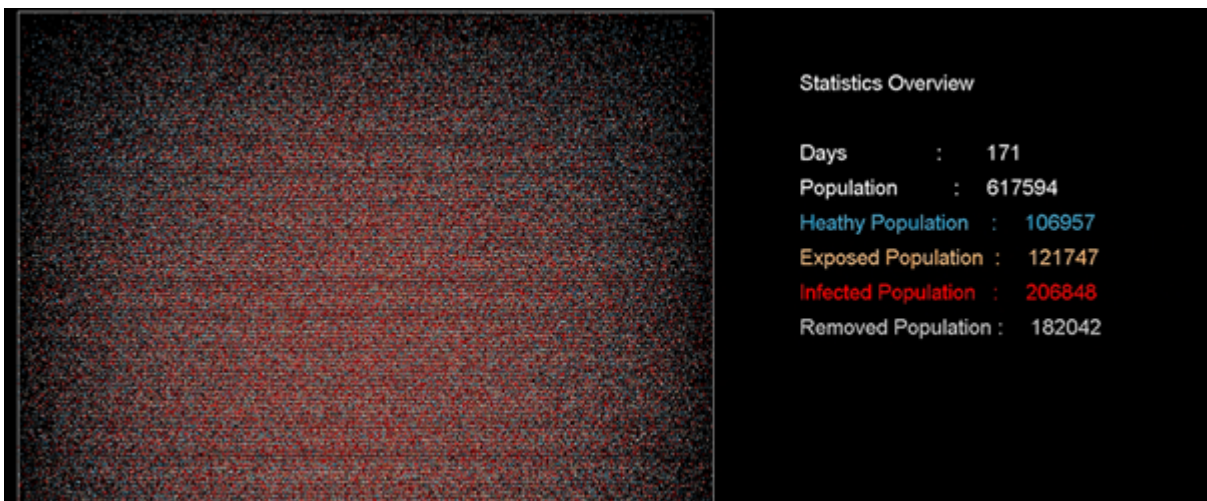 Statistics Overview
Days : 171
Population : 617594
Heathy Population : 106957
Exposed Population : 121747
Infected Population : 206848
Removed Population : 182042